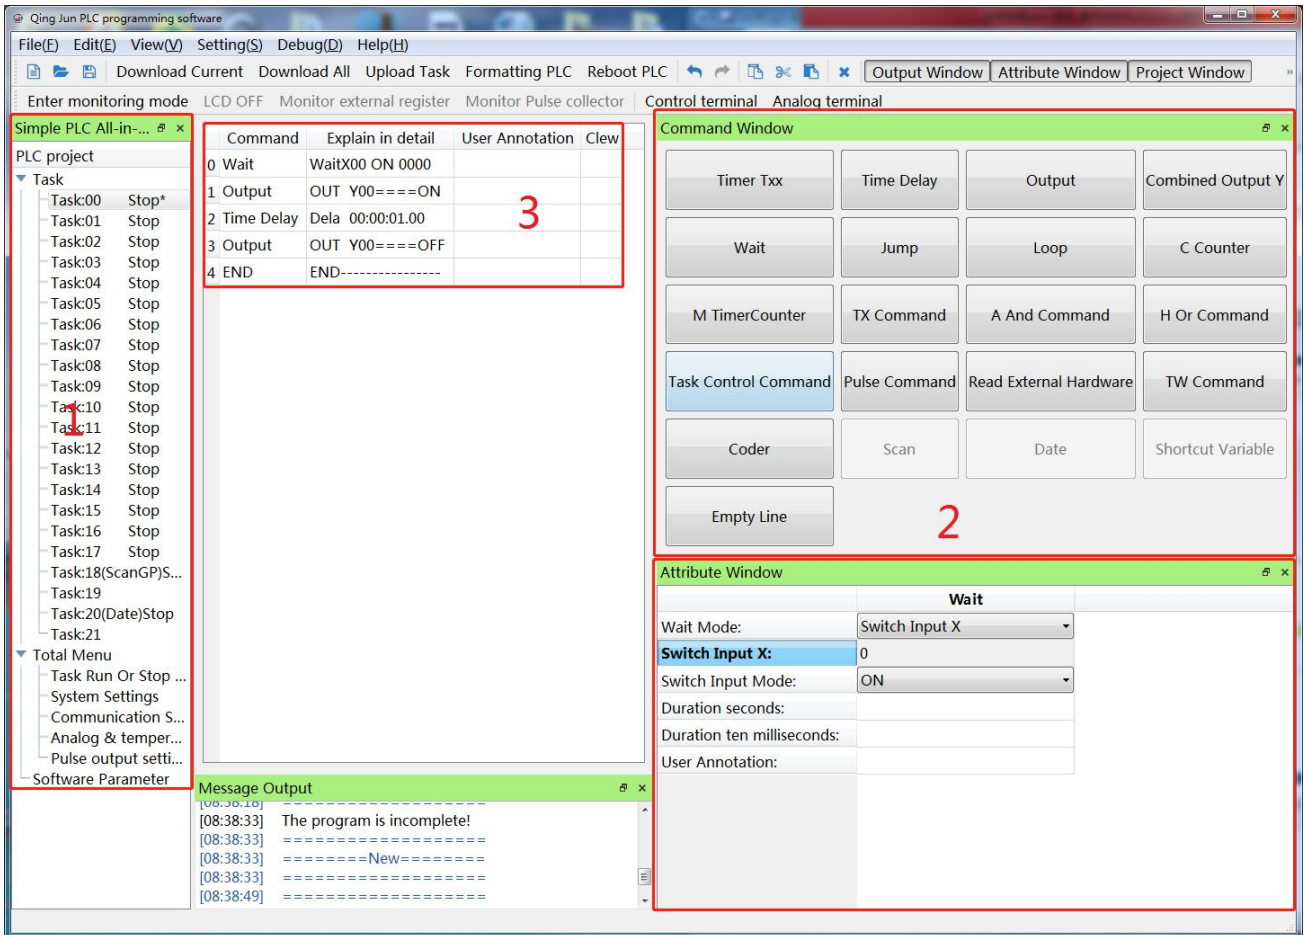 Qing Jun PLC programming software
File(F) Edit(E) View(V) Setting(S) Debug(D) Help(H)
Download Current Download All Upload Task Formatting PLC Reboot PLC Output Window Attribute Window Project Window »
Enter monitoring mode LCD OFF Monitor external register Monitor Pulse collector Control terminal Analog terminal
Simple PLC All-in-...
PLC project
Task
Task:00 Stop*
Task:01 Stop
Task:02 Stop
Task:03 Stop
Task:04 Stop
Task:05 Stop
Task:06 Stop
Task:07 Stop
Task:08 Stop
Task:09 Stop
Task:10 Stop
Task:11 Stop
Task:12 Stop
Task:13 Stop
Task:14 Stop
Task:15 Stop
Task:16 Stop
Task:17 Stop
Task:18(ScanGP)S...
Task:19
Task:20(Date)Stop
Task:21
Total Menu
Task Run Or Stop ...
System Settings
Communication S...
Analog & temper...
Pulse output setti...
Software Parameter
1
Command Explain in detail User Annotation Clew
0 Wait WaitX00 ON 0000
1 Output OUT Y00====ON
2 Time Delay Dela 00:00:01.00
3 Output OUT Y00====OFF
4 END END----------------
3
Message Output
[08:38:18] ===================
[08:38:33] The program is incomplete!
[08:38:33] ===================
[08:38:33] ========New========
[08:38:33] ===================
[08:38:49] ===================
Command Window
Timer Txx Time Delay Output Combined Output Y
Wait Jump Loop C Counter
M TimerCounter TX Command A And Command H Or Command
Task Control Command Pulse Command Read External Hardware TW Command
Coder Scan Date Shortcut Variable
Empty Line
2
Attribute Window
Wait
Wait Mode: Switch Input X
Switch Input X: 0
Switch Input Mode: ON
Duration seconds:
Duration ten milliseconds:
User Annotation: